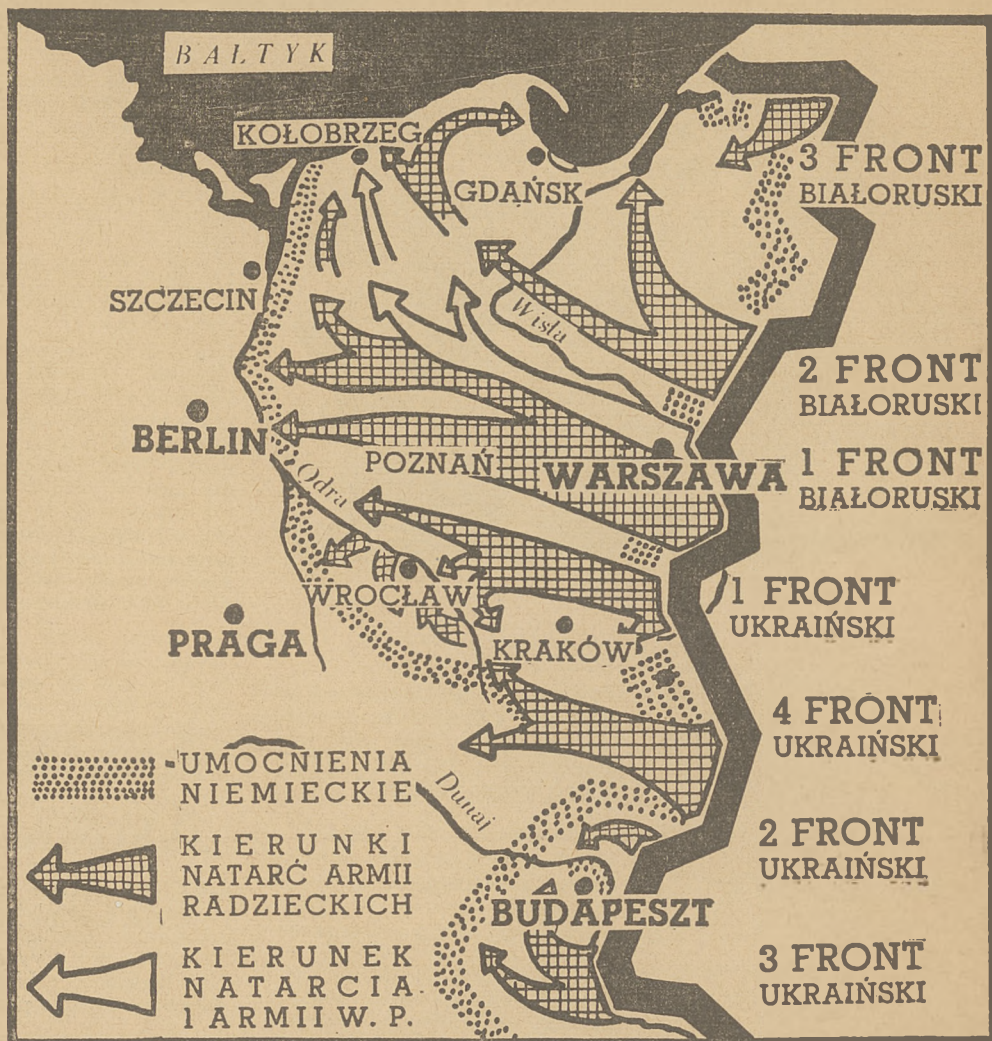 BAŁTYK
KOŁOBRZEG
GDAŃSK
3 FRONT
BIAŁORUSKI
SZCZECIN
Wisła
2 FRONT
BIAŁORUSKI
BERLIN
POZNAŃ
WARSZAWA
1 FRONT
BIAŁORUSKI
Odra
WROCŁAW
1 FRONT
UKRAIŃSKI
PRAGA
KRAKÓW
4 FRONT
UKRAIŃSKI
UMOCNIENIA
NIEMIECKIE
Dunaj
2 FRONT
UKRAIŃSKI
KIERUNKI
NATARĆ ARMII
RADZIECKICH
BUDAPESZT
KIERUNEK
NATARCIA
1 ARMII W. P.
3 FRONT
UKRAIŃSKI